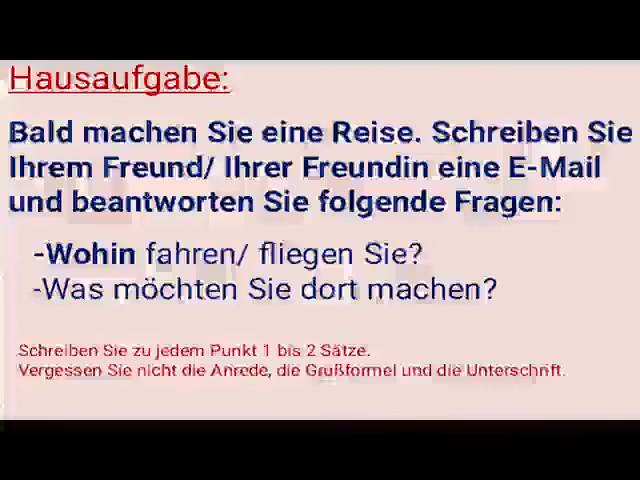 Hausaufgabe:
Bald machen Sie eine Reise. Schreiben Sie
Ihrem Freund/ Ihrer Freundin eine E-Mail
und beantworten Sie folgende Fragen:
-Wohin fahren/ fliegen Sie?
-Was möchten Sie dort machen?
Schreiben Sie zu jedem Punkt 1 bis 2 Sätze.
Vergessen Sie nicht die Anrede, die Grußformel und die Unterschrift.